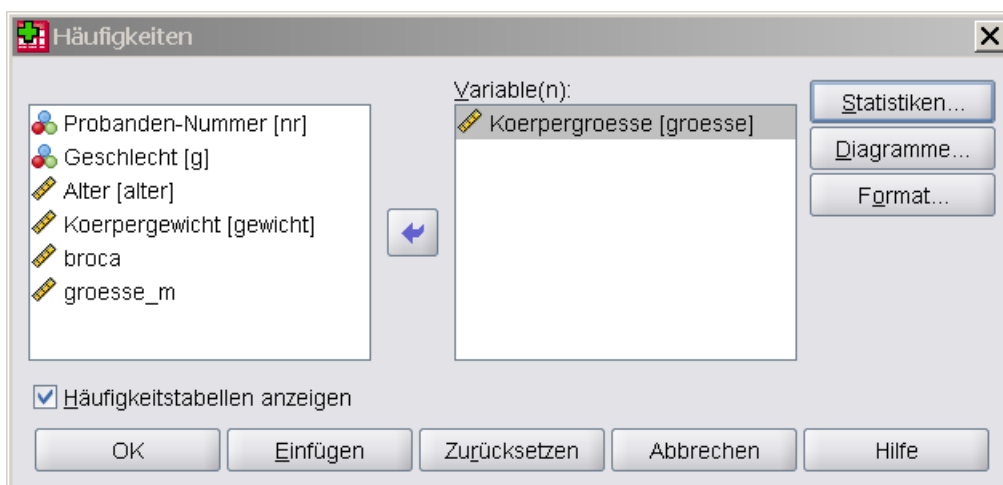 Häufigkeiten
Probanden-Nummer [nr]
Geschlecht [g]
Alter [alter]
Koerpergewicht [gewicht]
broca
groesse_m
Variable(n):
Koerpergroesse [groesse]
Statistiken...
Diagramme...
Format...
Häufigkeitstabellen anzeigen
OK
Einfügen
Zurücksetzen
Abbrechen
Hilfe